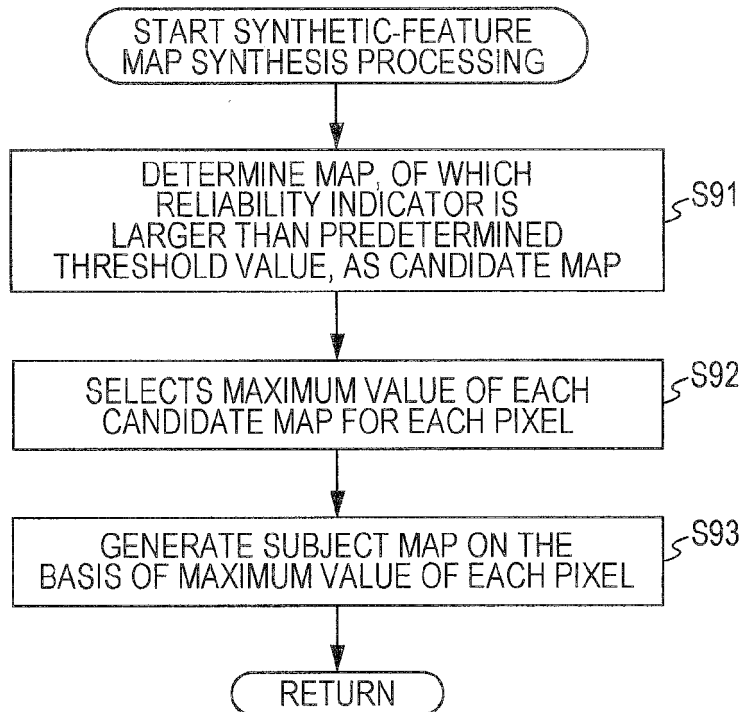 START SYNTHETIC-FEATURE
MAP SYNTHESIS PROCESSING
DETERMINE MAP, OF WHICH
RELIABILITY INDICATOR IS
LARGER THAN PREDETERMINED
THRESHOLD VALUE, AS CANDIDATE MAP
S91
SELECTS MAXIMUM VALUE OF EACH
CANDIDATE MAP FOR EACH PIXEL
S92
GENERATE SUBJECT MAP ON THE
BASIS OF MAXIMUM VALUE OF EACH PIXEL
S93
RETURN